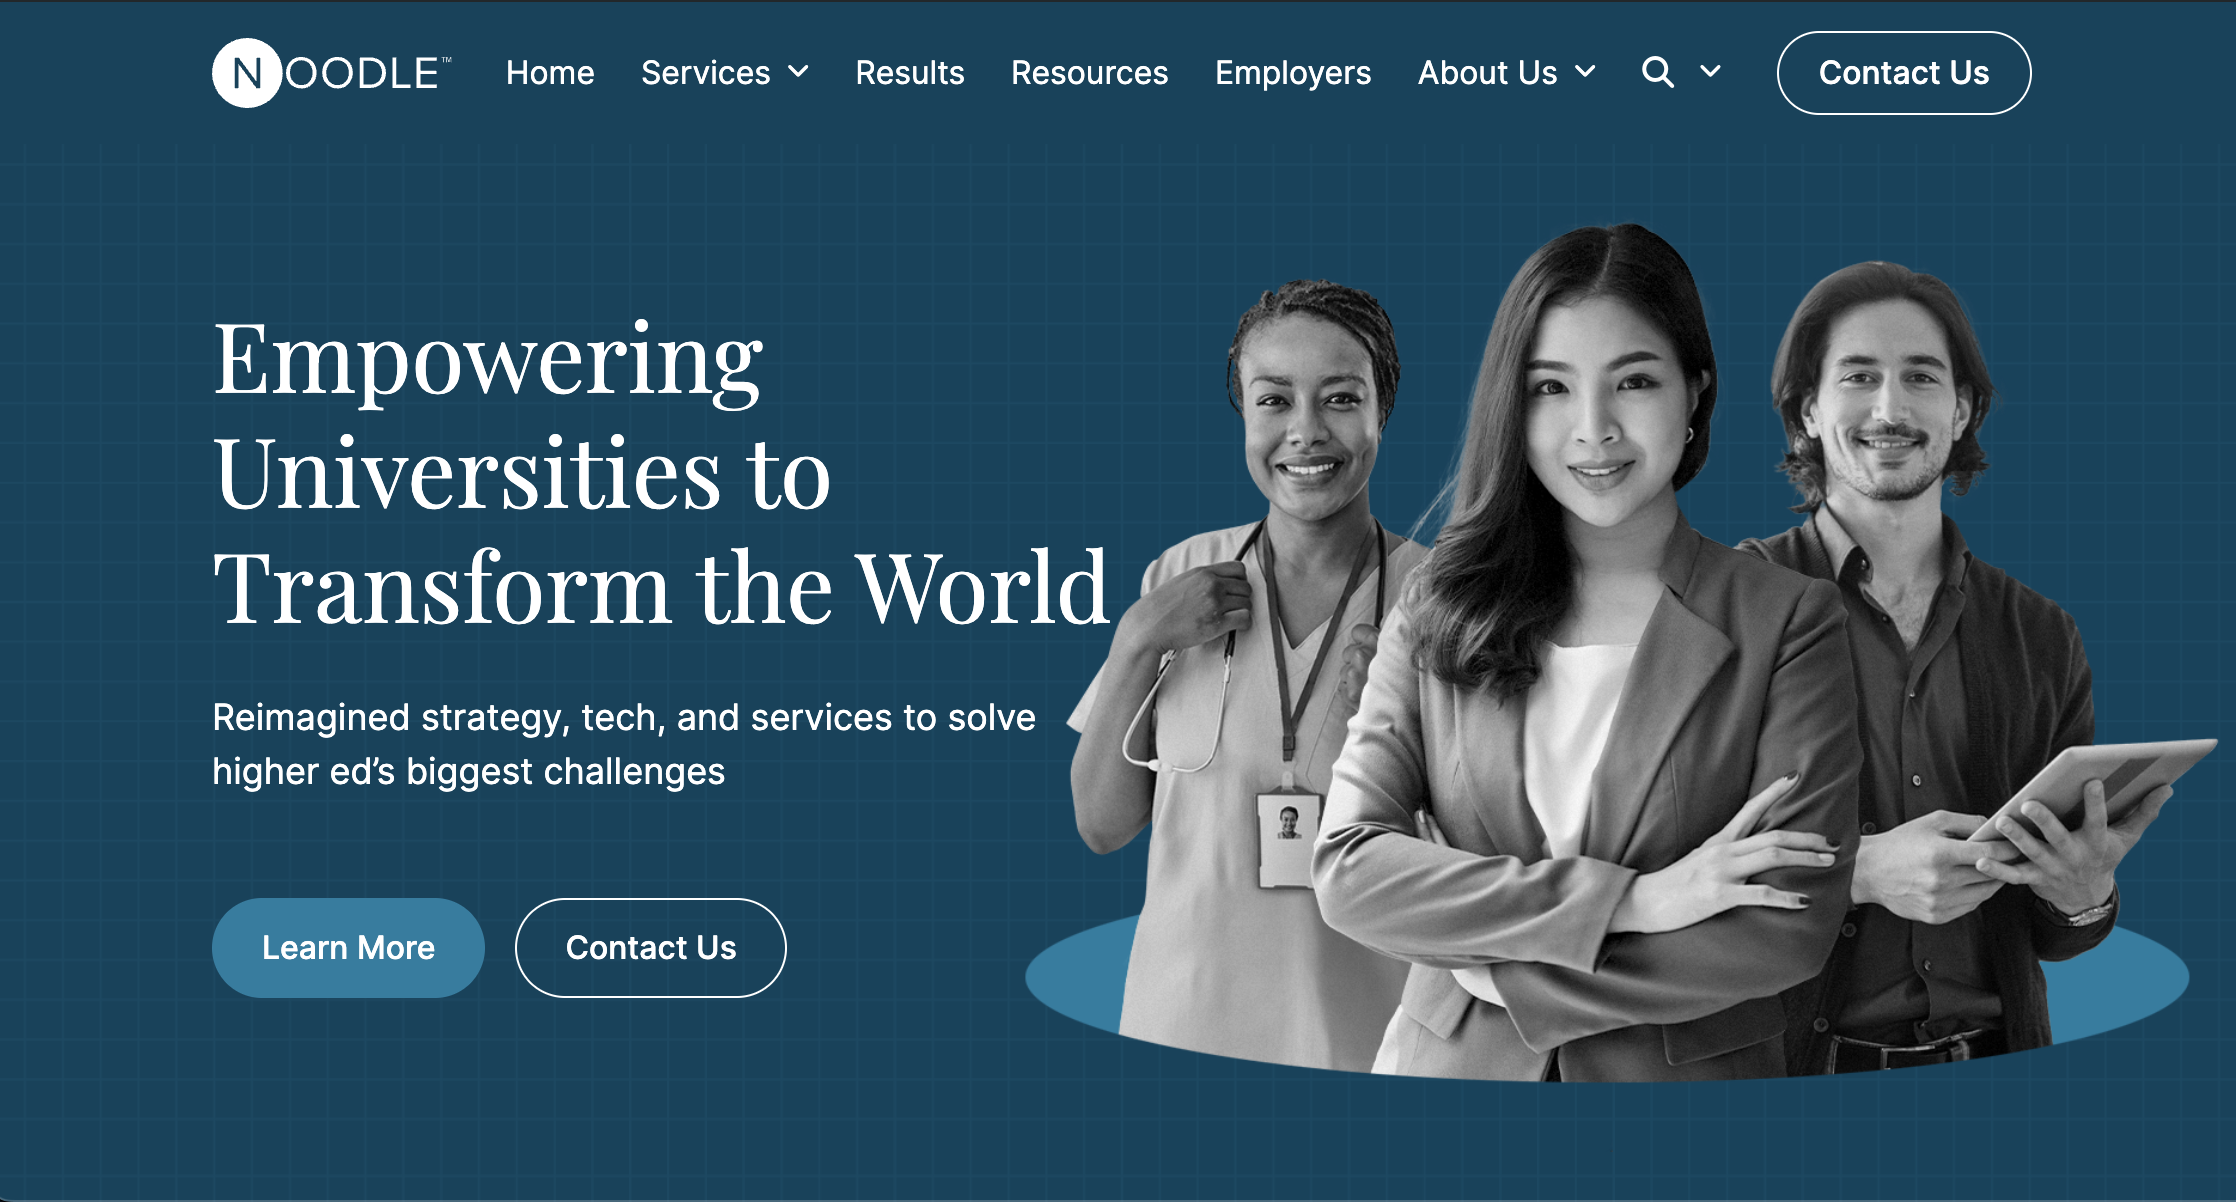 NOODLE™
Home
Services
Results
Resources
Employers
About Us
Contact Us
Empowering
Universities to
Transform the World
Reimagined strategy, tech, and services to solve
higher ed’s biggest challenges
Learn More
Contact Us